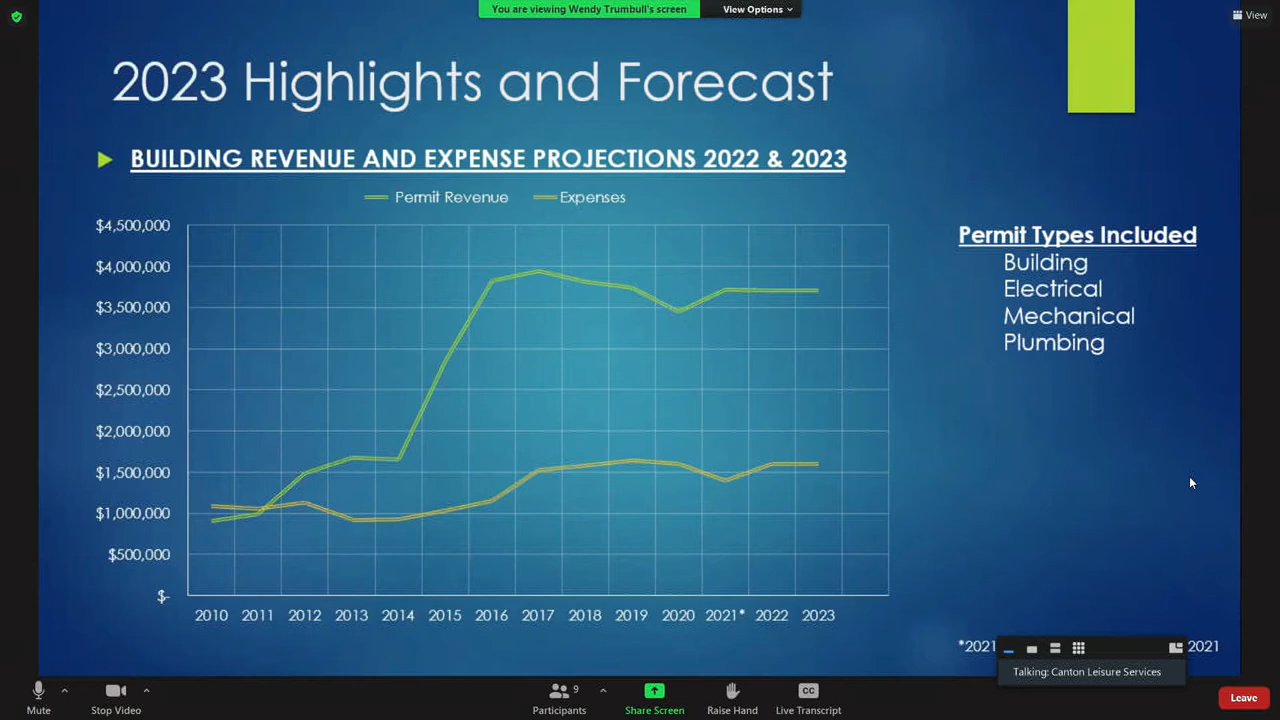 You are viewing Wendy Trumbull's screen
View Options
View
2023 Highlights and Forecast
BUILDING REVENUE AND EXPENSE PROJECTIONS 2022 & 2023
Permit Revenue Expenses
$4,500,000
$4,000,000
$3,500,000
$3,000,000
$2,500,000
$2,000,000
$1,500,000
$1,000,000
$500,000
$-
2010 2011 2012 2013 2014 2015 2016 2017 2018 2019 2020 2021* 2022 2023
Permit Types Included
Building
Electrical
Mechanical
Plumbing
*2021 2021
Talking: Canton Leisure Services
Mute
Stop Video
9
Participants
Share Screen
Raise Hand
CC
Live Transcript
Leave